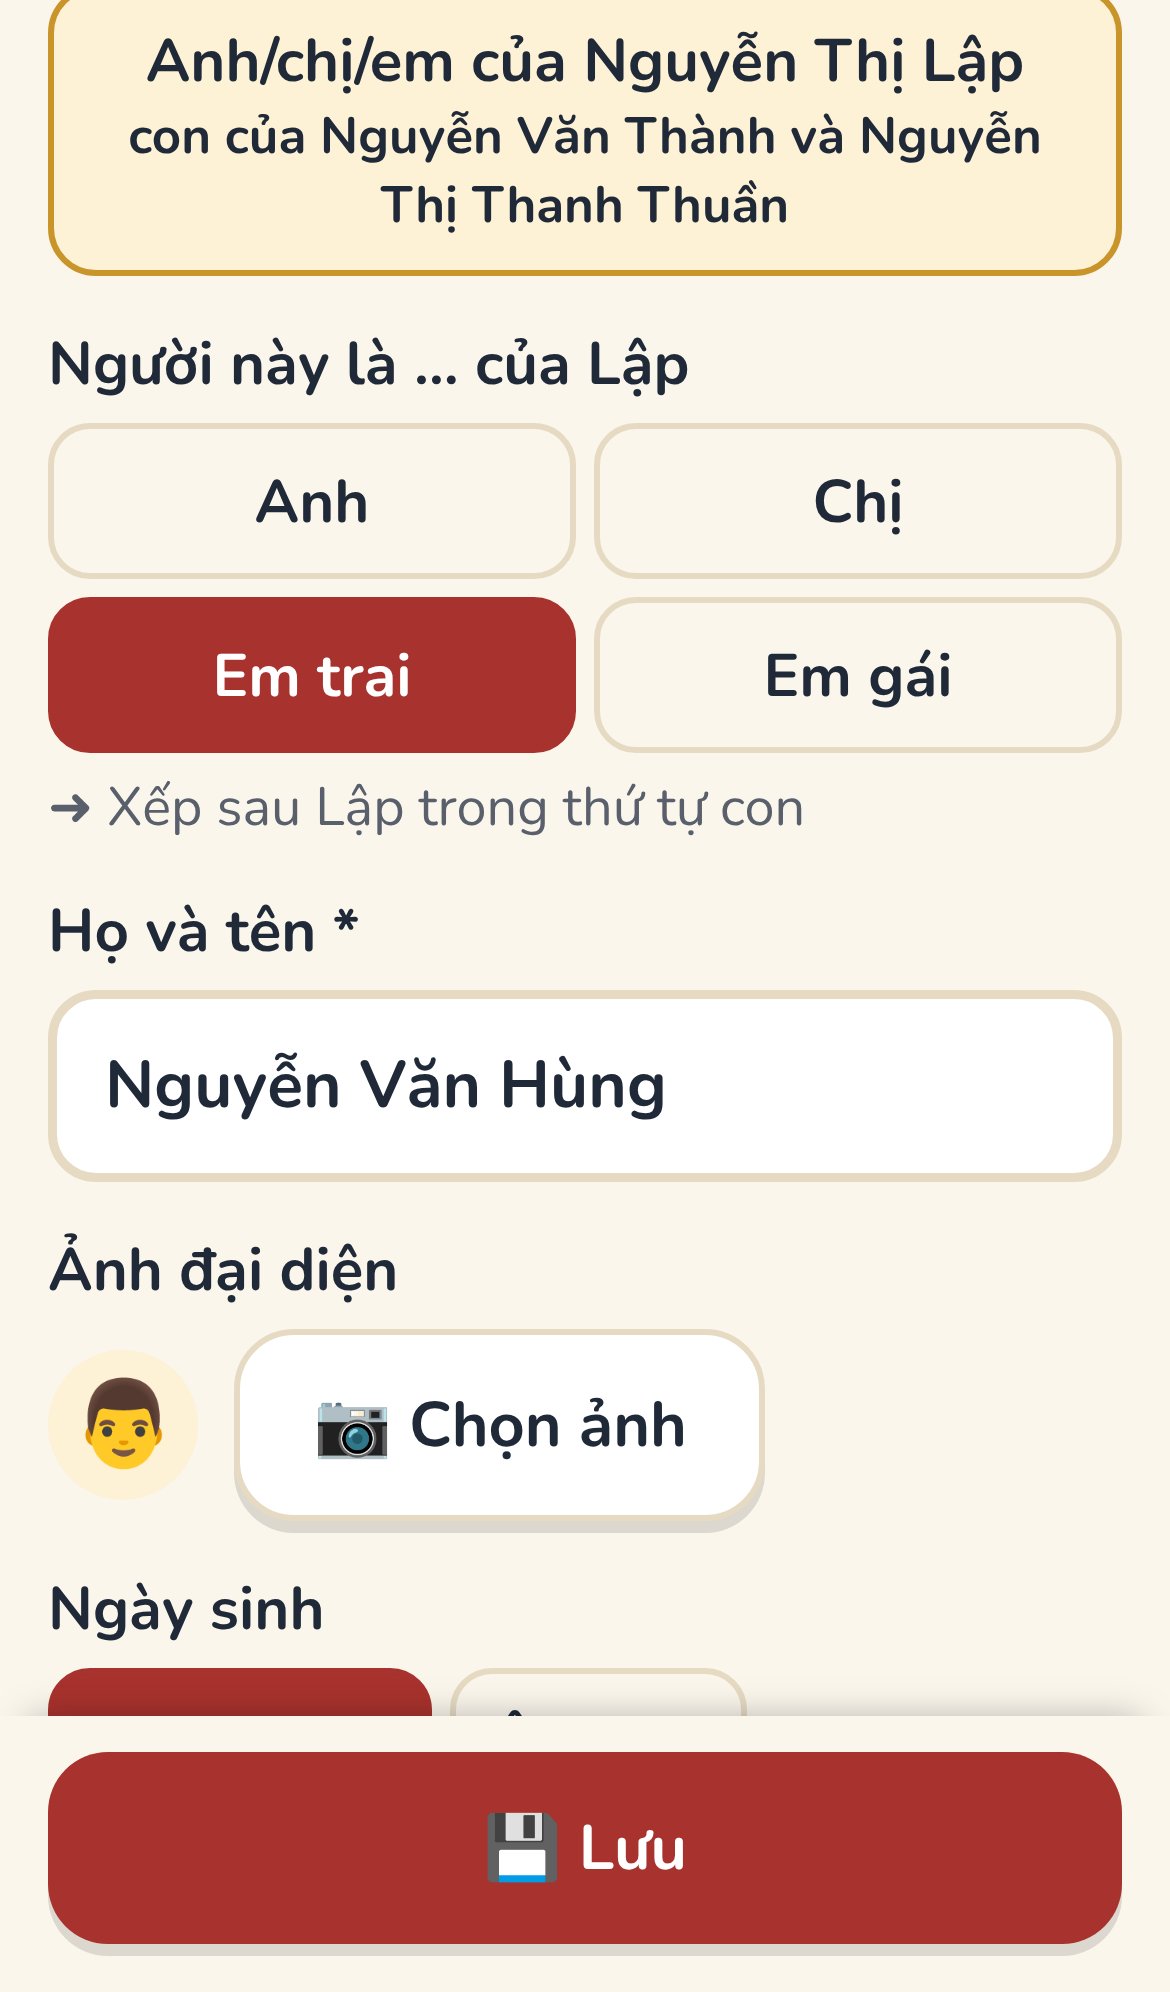 Anh/chị/em của Nguyễn Thị Lập
con của Nguyễn Văn Thành và Nguyễn
Thị Thanh Thuần
Người này là ... của Lập
Anh
Chị
Em trai
Em gái
→ Xếp sau Lập trong thứ tự con
Họ và tên *
Nguyễn Văn Hùng
Ảnh đại diện
Chọn ảnh
Ngày sinh
Lưu